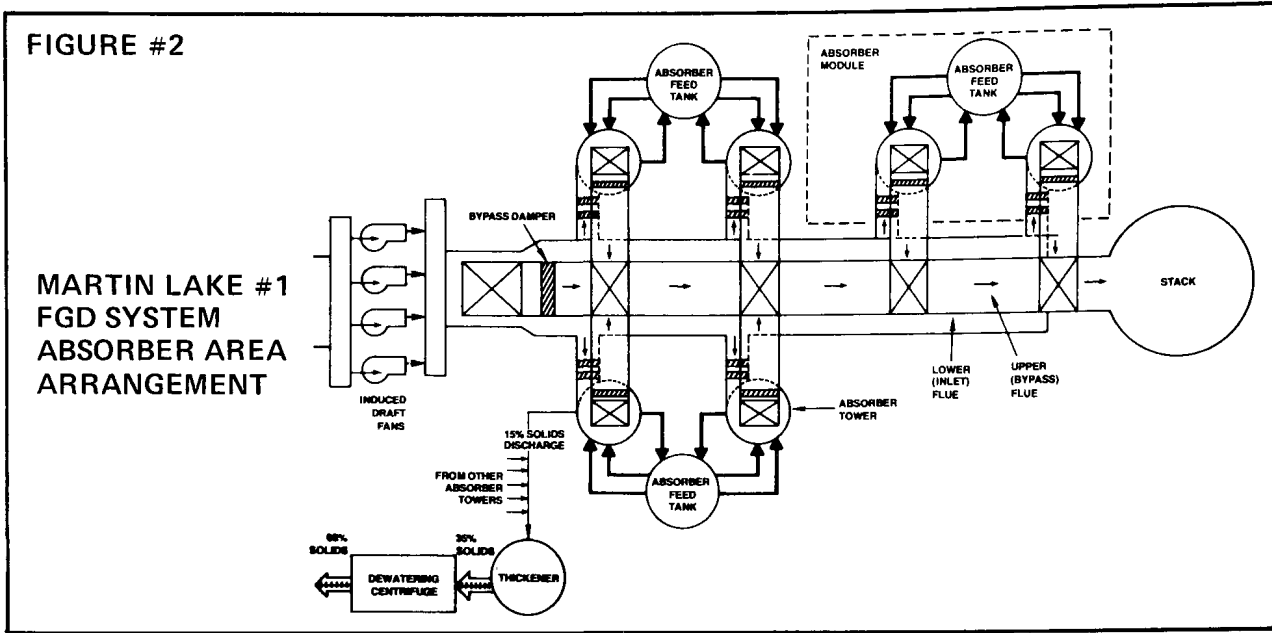 FIGURE #2
MARTIN LAKE #1
FGD SYSTEM
ABSORBER AREA
ARRANGEMENT
INDUCED
DRAFT
FANS
BYPASS DAMPER
ABSORBER
FEED
TANK
ABSORBER
MODULE
ABSORBER
FEED
TANK
STACK
LOWER
(INLET)
FLUE
UPPER
(BYPASS)
FLUE
ABSORBER
TOWER
ABSORBER
FEED
TANK
15% SOLIDS
DISCHARGE
FROM OTHER
ABSORBER
TOWERS
THICKENER
35%
SOLIDS
DEWATERING
CENTRIFUGE
SOLIDS